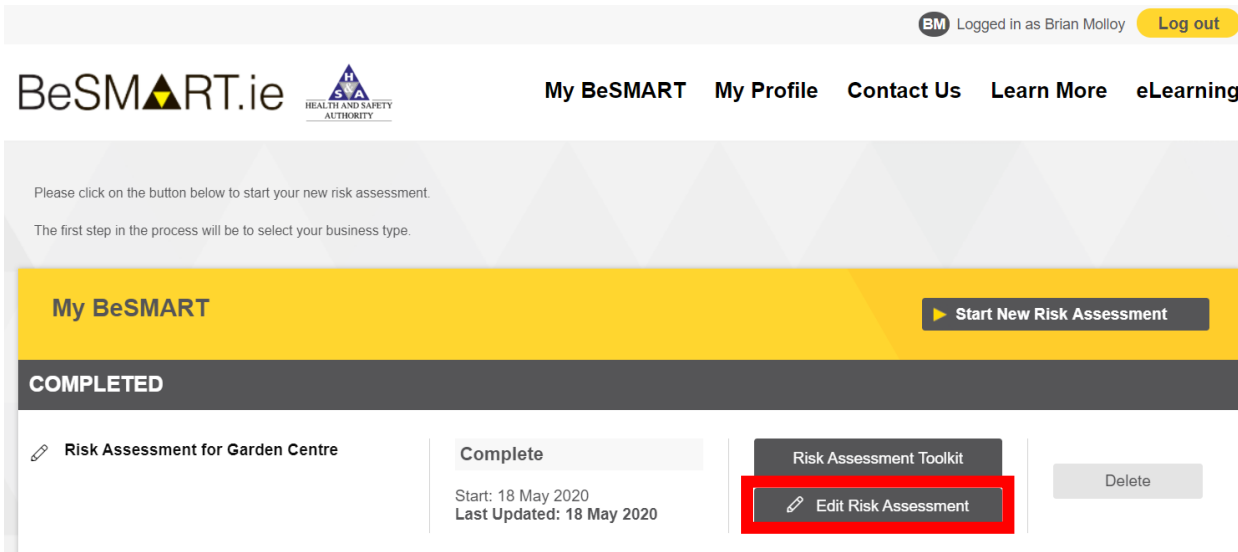 BM Logged in as Brian Molloy Log out
BeSMART.ie
H
S&A
HEALTH AND SAFETY
AUTHORITY
My BeSMART My Profile Contact Us Learn More eLearning
Please click on the button below to start your new risk assessment.
The first step in the process will be to select your business type.
My BeSMART
Start New Risk Assessment
COMPLETED
Risk Assessment for Garden Centre
Complete
Start: 18 May 2020
Last Updated: 18 May 2020
Risk Assessment Toolkit
Edit Risk Assessment
Delete